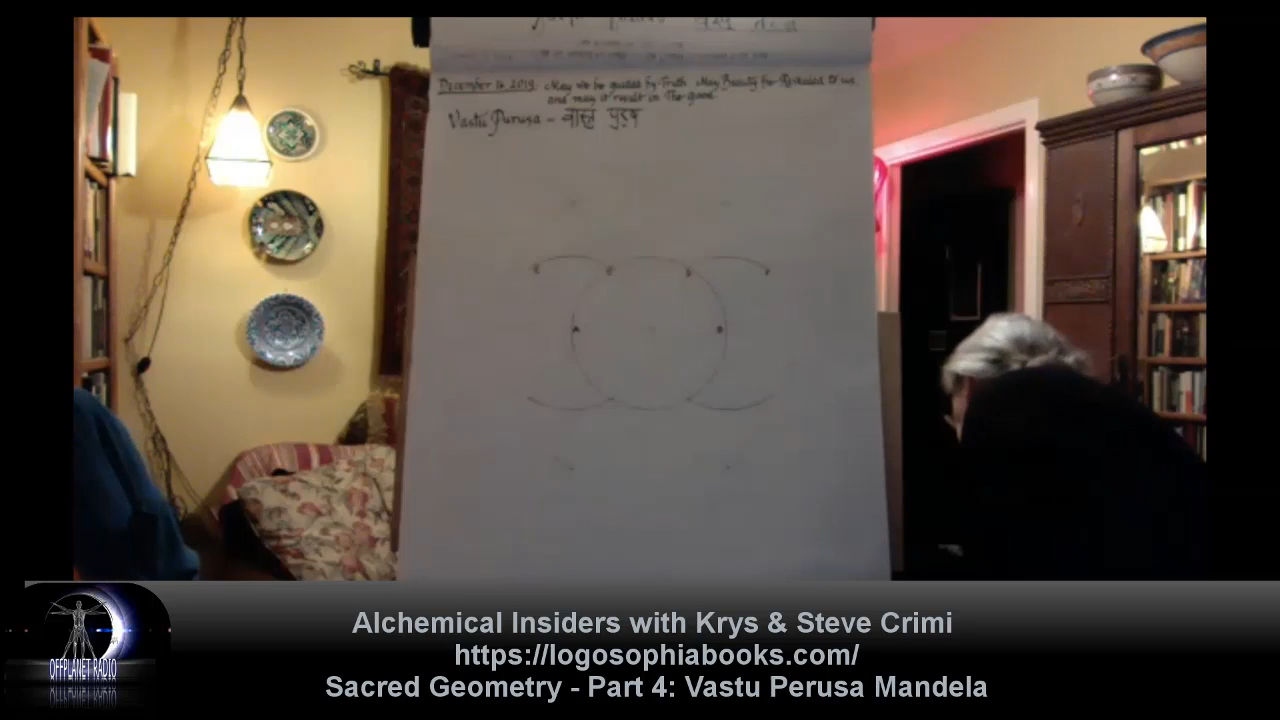 December 16, 2019: May we be guided by Truth. May Beauty be Revealed to us,
and may it result in The Good.
Vastu Purusa - वास्तु पुरुष
OFFPLANET RADIO
Alchemical Insiders with Krys & Steve Crimi
https://logosophiabooks.com/
Sacred Geometry - Part 4: Vastu Perusa Mandela